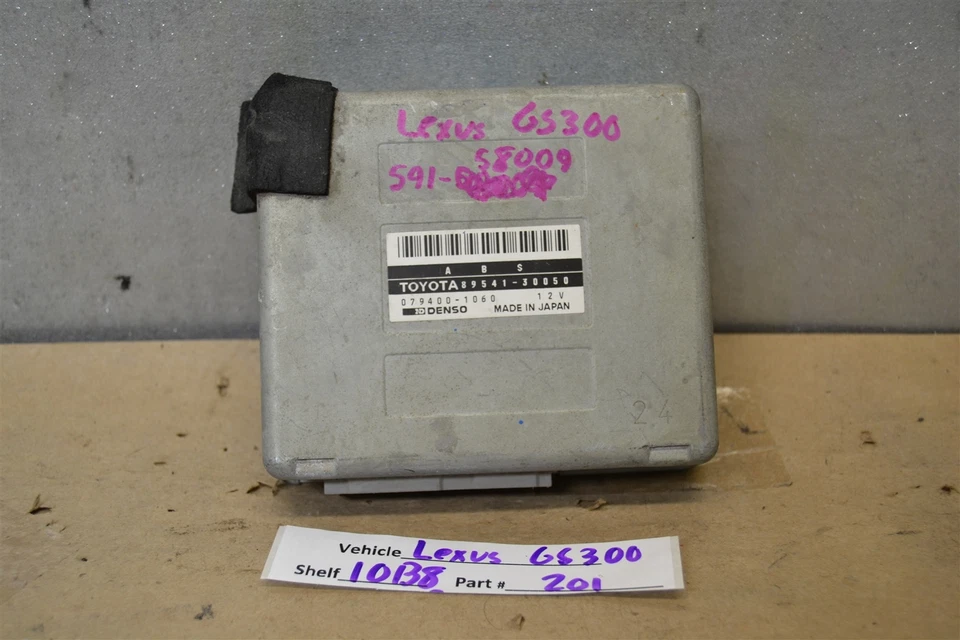 Lexus GS300
58009
591-
A B S
TOYOTA 89541-30050
079400-1060 12V
DENSO MADE IN JAPAN
24
Vehicle Lexus GS300
Shelf 10B8 Part # 201